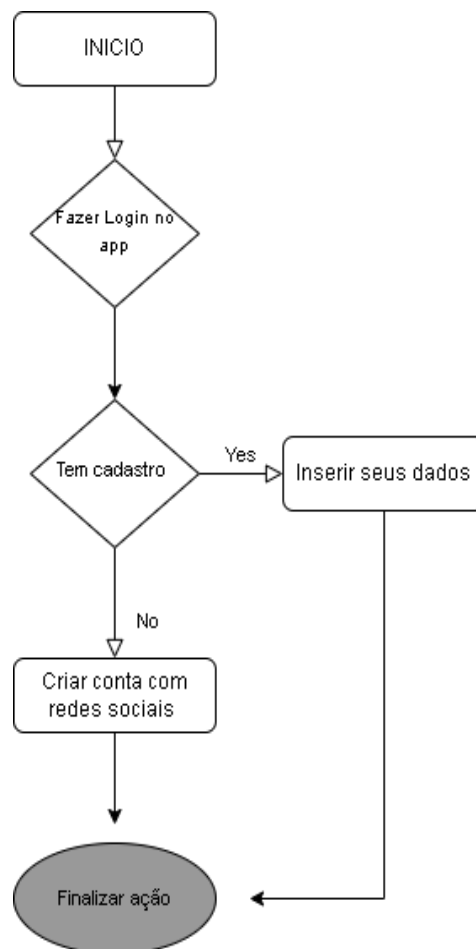 INICIO
Fazer Login no
app
Tem cadastro
Yes
Inserir seus dados
No
Criar conta com
redes sociais
Finalizar ação